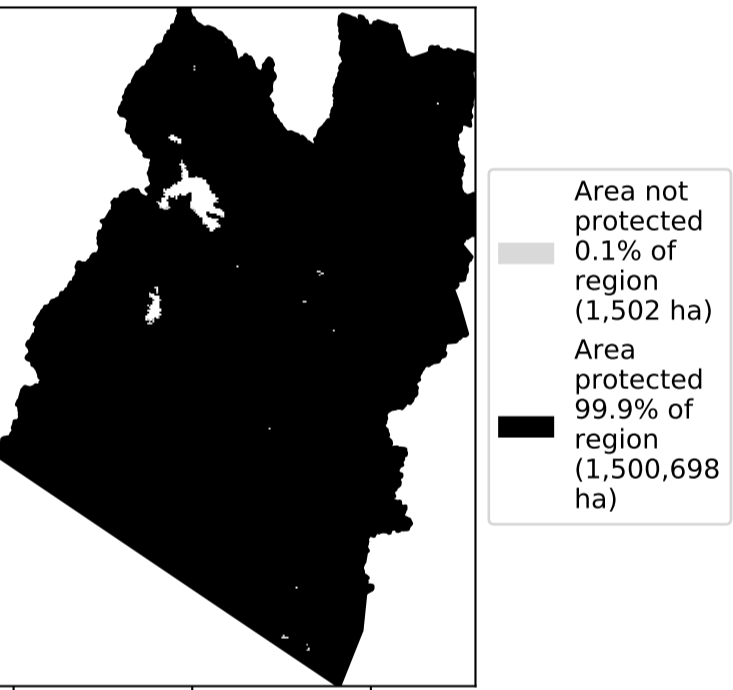 Area not
protected
0.1% of
region
(1,502 ha)
Area
protected
99.9% of
region
(1,500,698
ha)